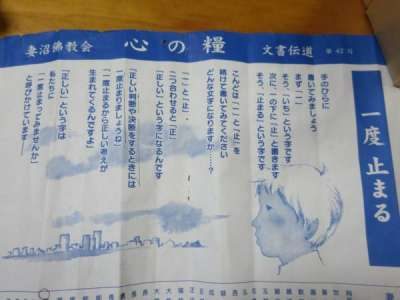 妻沼佛教会
心の糧
文書伝道
第42号
一度 止まる
手のひらに
書いてみましょう
まず「一」
そう、「いち」という字です
次に、「一」の下に「止」と書きます
そう、「止まる」という字です
こんどは「一」と「止」を
続けて書いてみてください
どんな文字になりますか……？
「一」と「止」、
二つ合わせると「正」
「正しい」という字になるんです
「正しい判断や決断をするときには
一度止まりましょうね」
「一度止まるから正しい考えが
生まれてくるんですよ」
「正しい」という字は
私たちに
「一度止まってみませんか」
と呼びかけています…